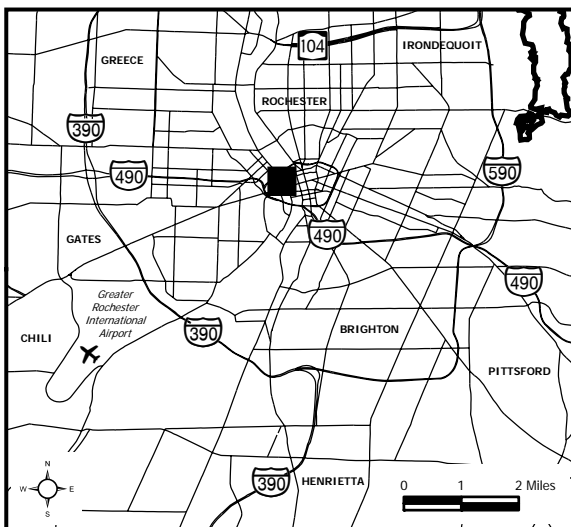 104
IRONDEQUOIT
GREECE
ROCHESTER
390
490
590
GATES
490
490
Greater
Rochester
International
Airport
390
BRIGHTON
CHILI
PITTSFORD
N
W
E
S
390
HENRIETTA
0 1 2 Miles